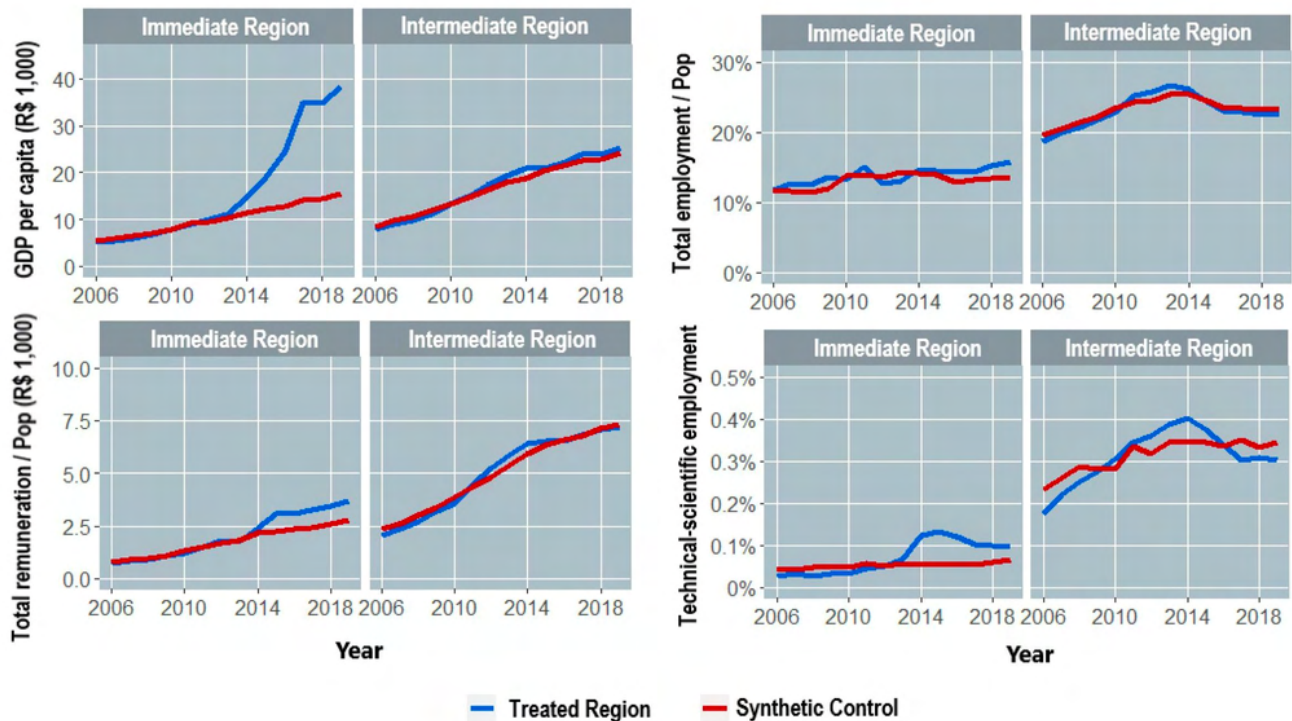 GDP per capita (R$ 1,000)
Immediate Region
Intermediate Region
40
30
20
10
0
2006 2010 2014 2018
2006 2010 2014 2018
Total employment / Pop
Immediate Region
Intermediate Region
30%
20%
10%
0%
2006 2010 2014 2018
2006 2010 2014 2018
Total remuneration / Pop (R$ 1,000)
Immediate Region
Intermediate Region
10.0
7.5
5.0
2.5
0.0
2006 2010 2014 2018
2006 2010 2014 2018
Year
Technical-scientific employment
Immediate Region
Intermediate Region
0.5%
0.4%
0.3%
0.2%
0.1%
0%
2006 2010 2014 2018
2006 2010 2014 2018
Year
Treated Region
Synthetic Control